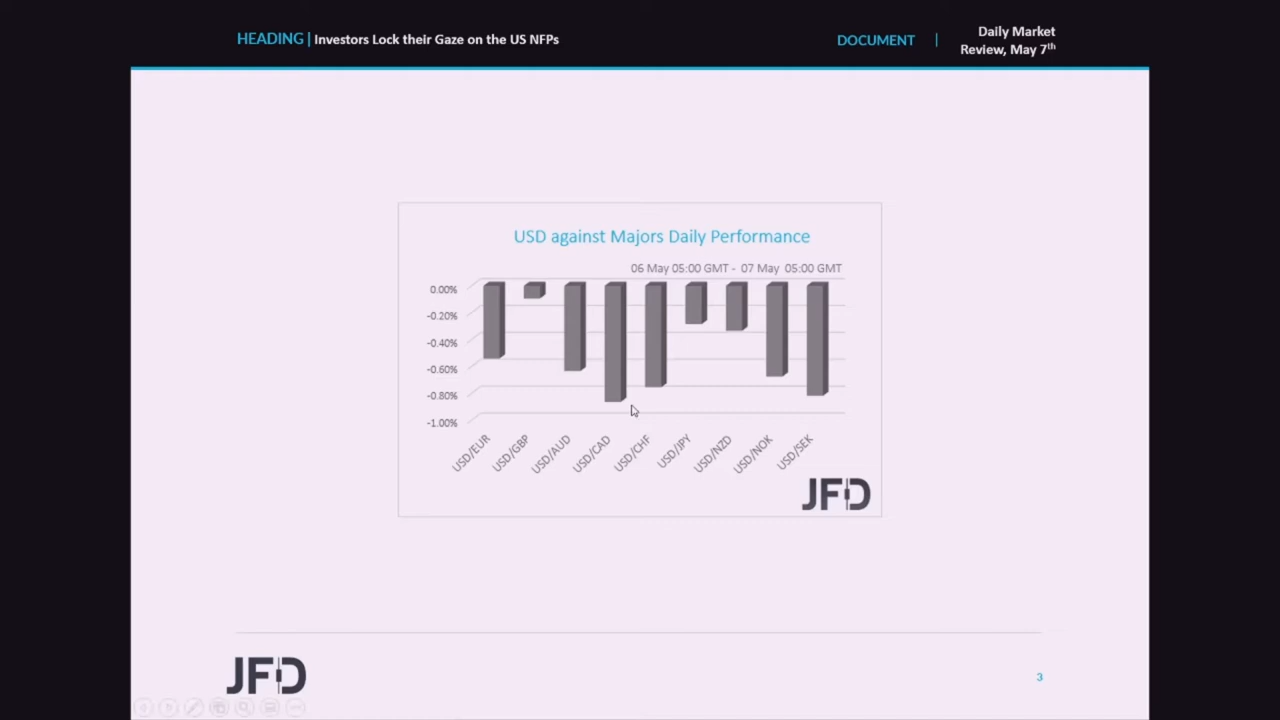 HEADING | Investors Lock their Gaze on the US NFPs
DOCUMENT |
Daily Market
Review, May 7th
USD against Majors Daily Performance
06 May 05:00 GMT - 07 May 05:00 GMT
0.00%
-0.20%
-0.40%
-0.60%
-0.80%
-1.00%
USD/EUR
USD/GBP
USD/AUD
USD/CAD
USD/CHF
USD/JPY
USD/NZD
USD/NOK
USD/SEK
JFD
JFD
3